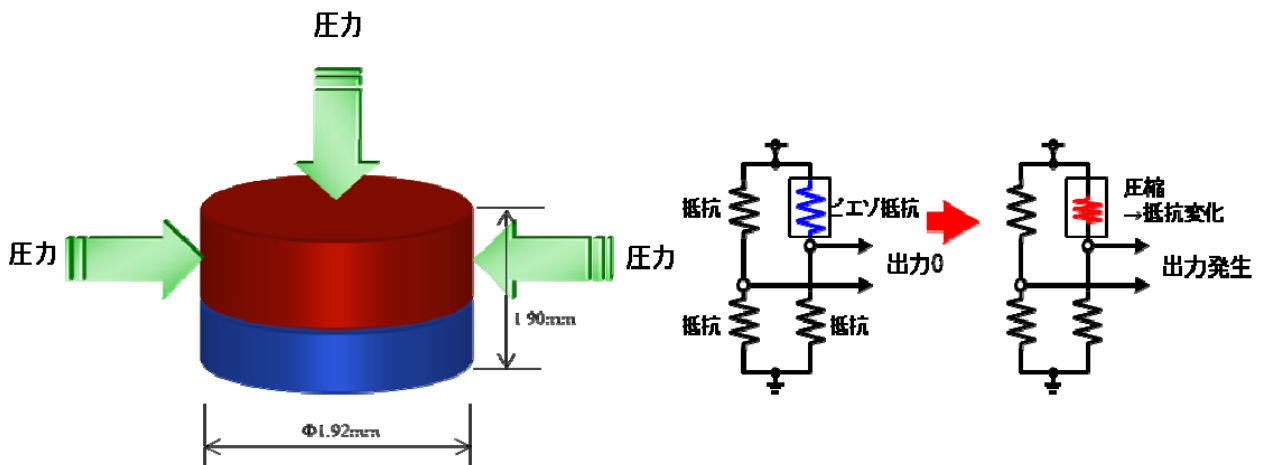 圧力
圧力
圧力
1.90mm
Φ1.92mm
抵抗
ピエゾ抵抗
出力0
抵抗
抵抗
圧縮
→抵抗変化
出力発生